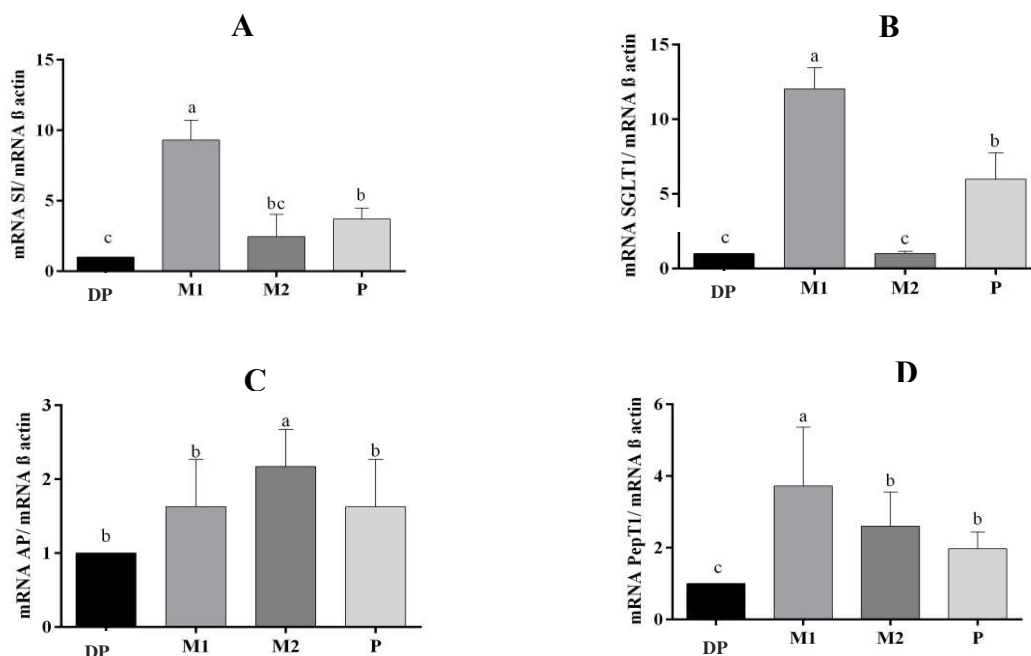 A
mRNA SI/ mRNA ß actin
15
10
5
0
a
bc
b
c
DP
M1
M2
P
B
mRNA SGLT1/ mRNA ß actin
15
10
5
0
a
b
c
c
DP
M1
M2
P
C
mRNA AP/ mRNA ß actin
3
2
1
0
b
b
a
b
DP
M1
M2
P
D
mRNA PepT1/ mRNA ß actin
6
4
2
0
a
b
b
c
DP
M1
M2
P